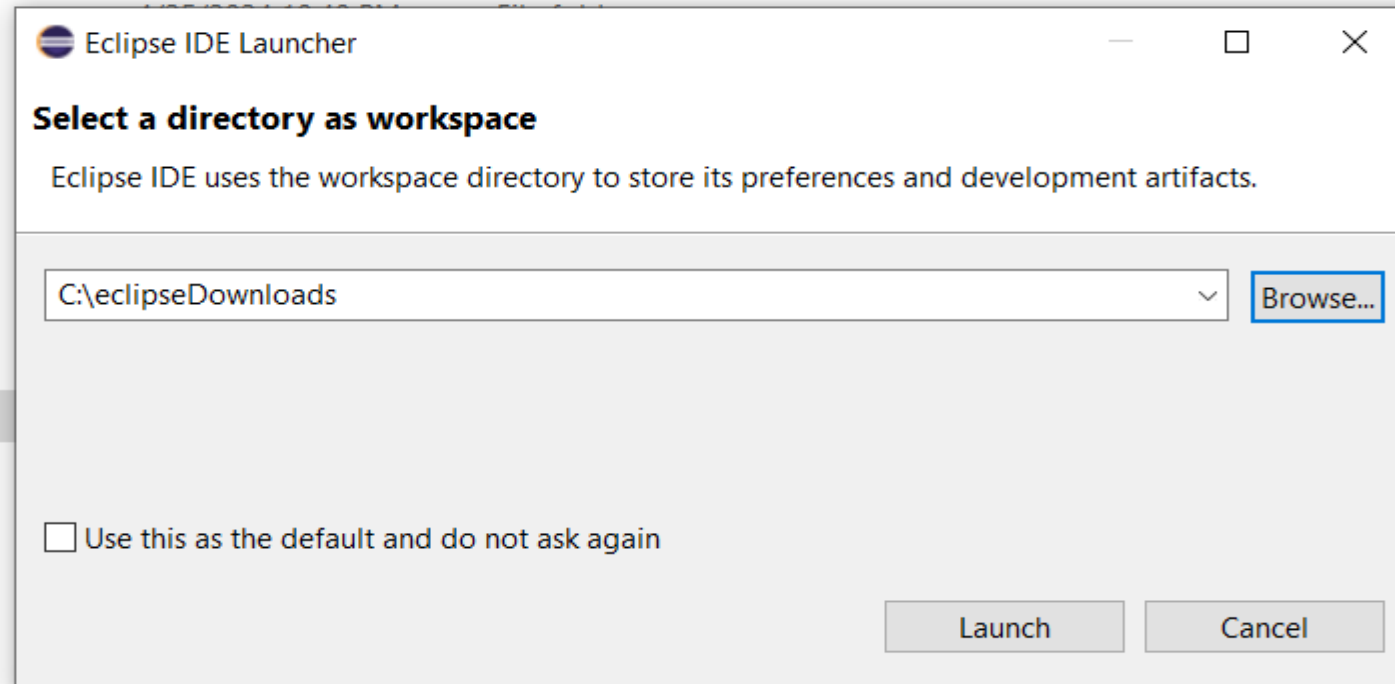 Eclipse IDE Launcher
Select a directory as workspace
Eclipse IDE uses the workspace directory to store its preferences and development artifacts.
C:\eclipseDownloads
Browse...
Use this as the default and do not ask again
Launch
Cancel